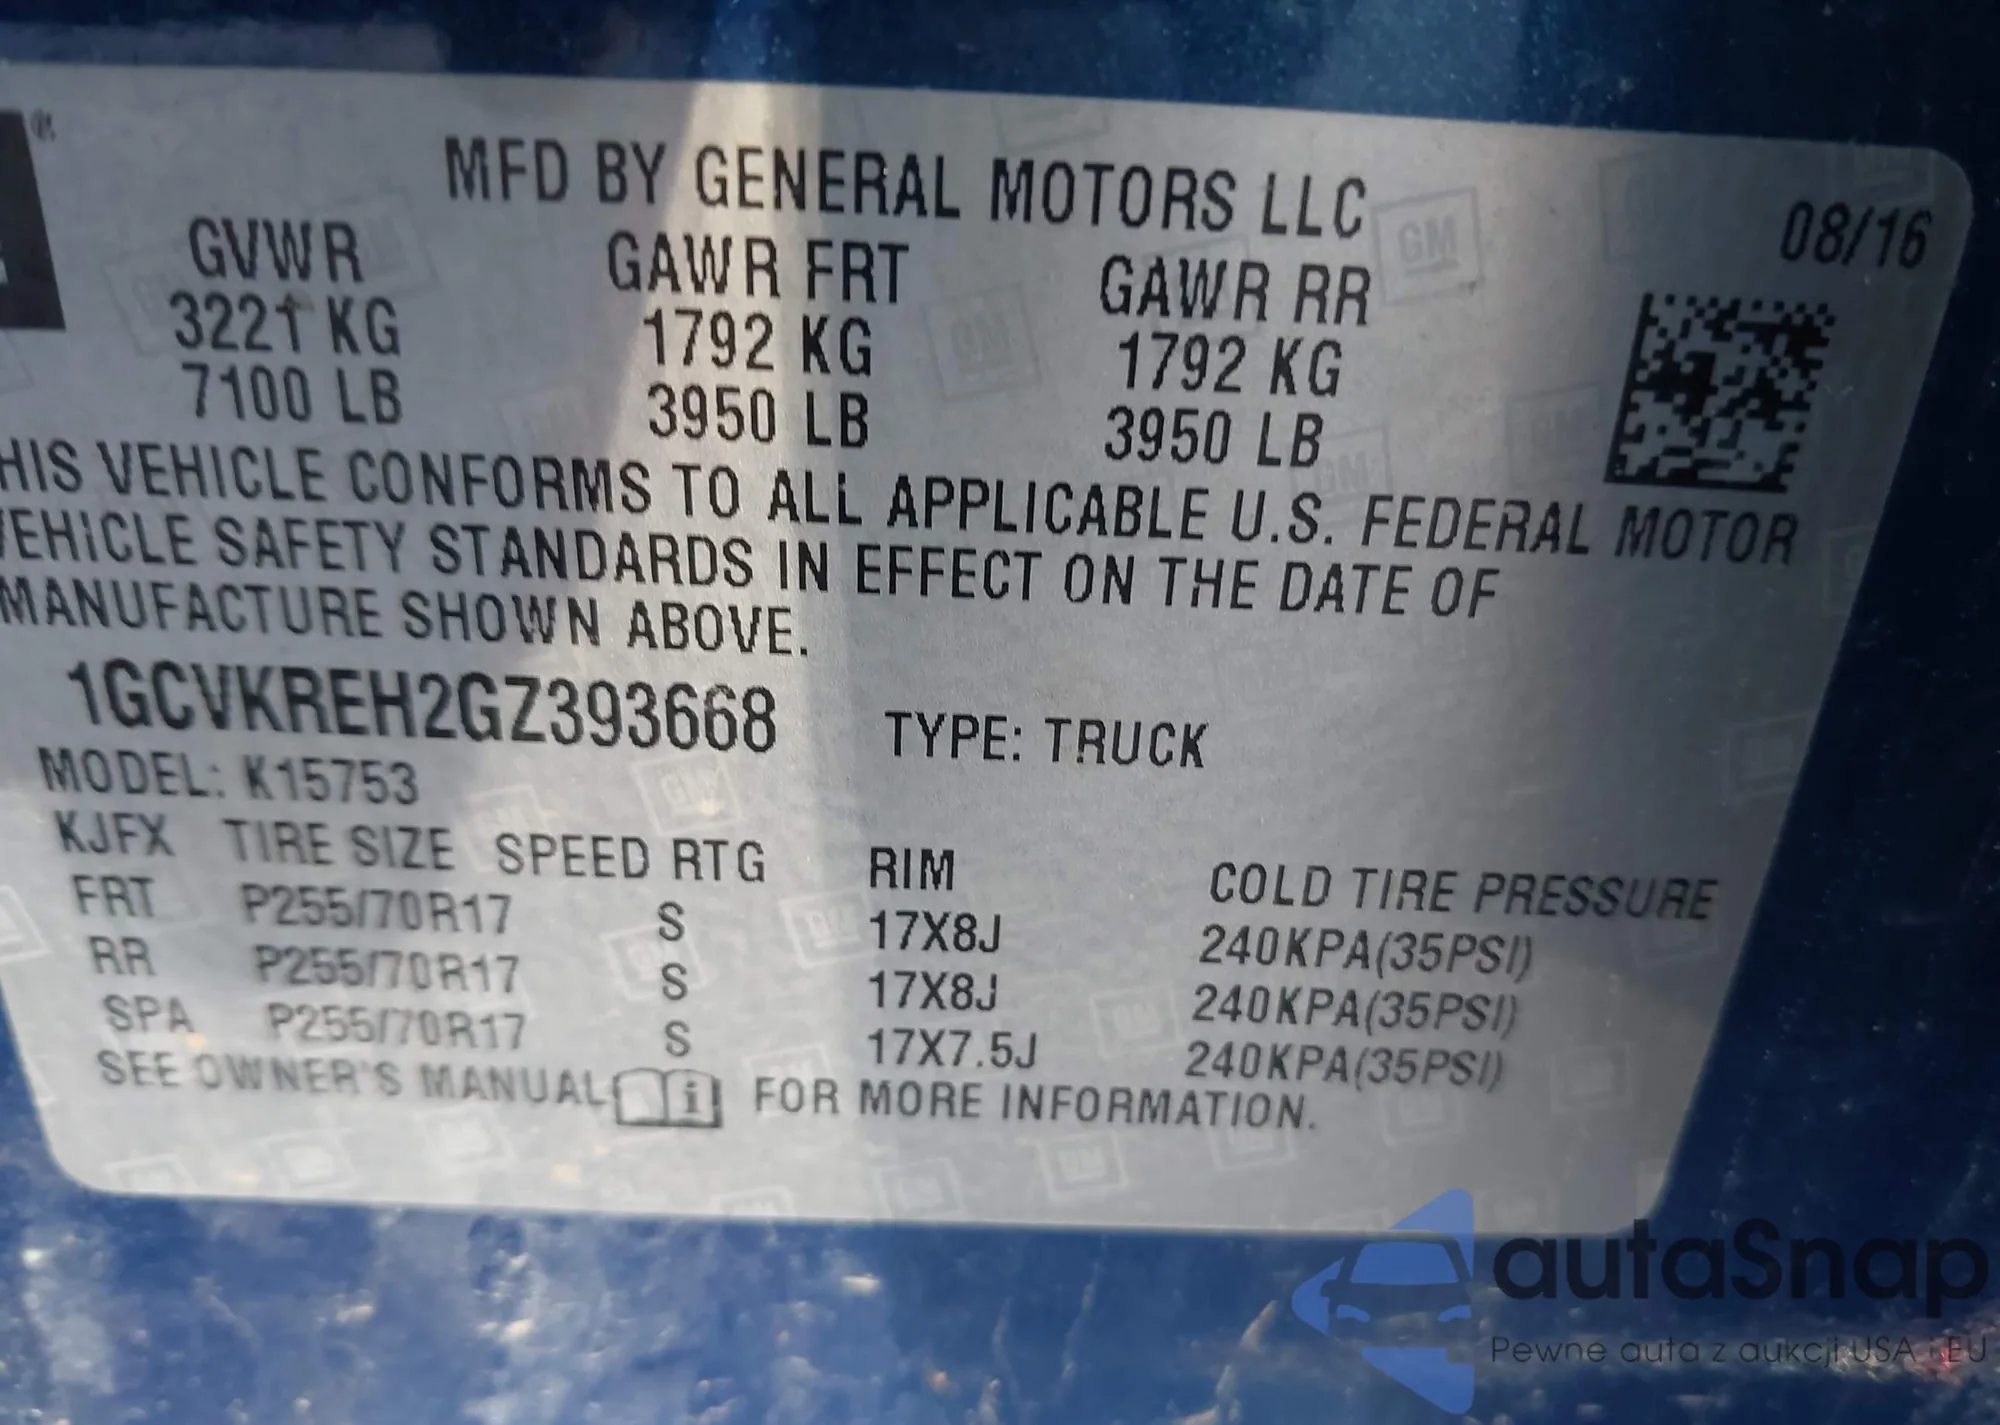 MFD BY GENERAL MOTORS LLC
08/16
GVWR GAWR FRT GAWR RR
3221 KG 1792 KG 1792 KG
7100 LB 3950 LB 3950 LB
HIS VEHICLE CONFORMS TO ALL APPLICABLE U.S. FEDERAL MOTOR
VEHICLE SAFETY STANDARDS IN EFFECT ON THE DATE OF
MANUFACTURE SHOWN ABOVE.
1GCVKREH2GZ393668 TYPE: TRUCK
MODEL: K15753
KJFX TIRE SIZE SPEED RTG RIM COLD TIRE PRESSURE
FRT P255/70R17 S 17X8J 240KPA(35PSI)
RR P255/70R17 S 17X8J 240KPA(35PSI)
SPA P255/70R17 S 17X7.5J 240KPA(35PSI)
SEE OWNER'S MANUAL i FOR MORE INFORMATION.
autaSnap
Pewne auta z aukcji USA i EU